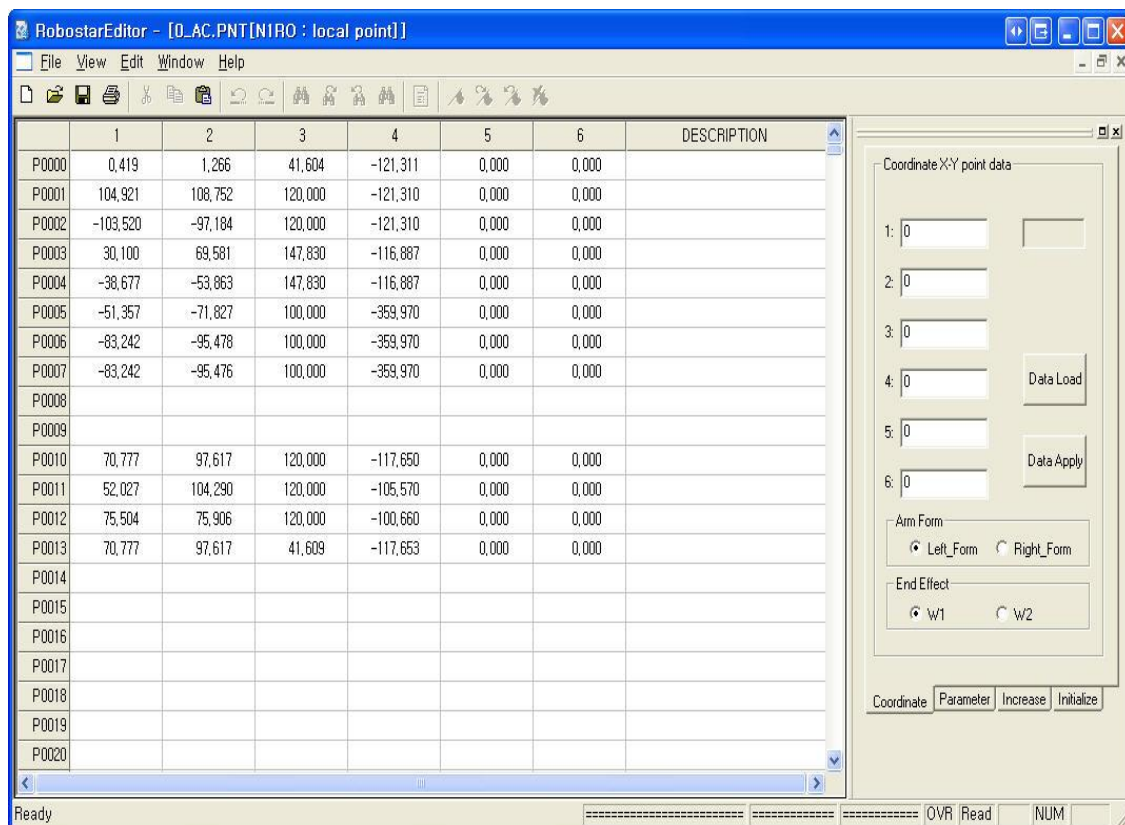 RobostarEditor - [0_AC.PNT[N1RO : local point]]
File View Edit Window Help
1 2 3 4 5 6 DESCRIPTION
P0000 0,419 1,266 41,604 -121,311 0,000 0,000
P0001 104,921 108,752 120,000 -121,310 0,000 0,000
P0002 -103,520 -97,184 120,000 -121,310 0,000 0,000
P0003 30,100 69,581 147,830 -116,887 0,000 0,000
P0004 -38,677 -53,863 147,830 -116,887 0,000 0,000
P0005 -51,357 -71,827 100,000 -359,970 0,000 0,000
P0006 -83,242 -95,478 100,000 -359,970 0,000 0,000
P0007 -83,242 -95,476 100,000 -359,970 0,000 0,000
P0008
P0009
P0010 70,777 97,617 120,000 -117,650 0,000 0,000
P0011 52,027 104,290 120,000 -105,570 0,000 0,000
P0012 75,504 75,906 120,000 -100,660 0,000 0,000
P0013 70,777 97,617 41,609 -117,653 0,000 0,000
P0014
P0015
P0016
P0017
P0018
P0019
P0020
Coordinate X-Y point data
1: 0
2: 0
3: 0
4: 0
Data Load
5: 0
Data Apply
6: 0
Arm Form
Left_Form Right_Form
End Effect
W1 W2
Coordinate Parameter Increase Initialize
Ready ======================== ============ ============ OVR Read NUM